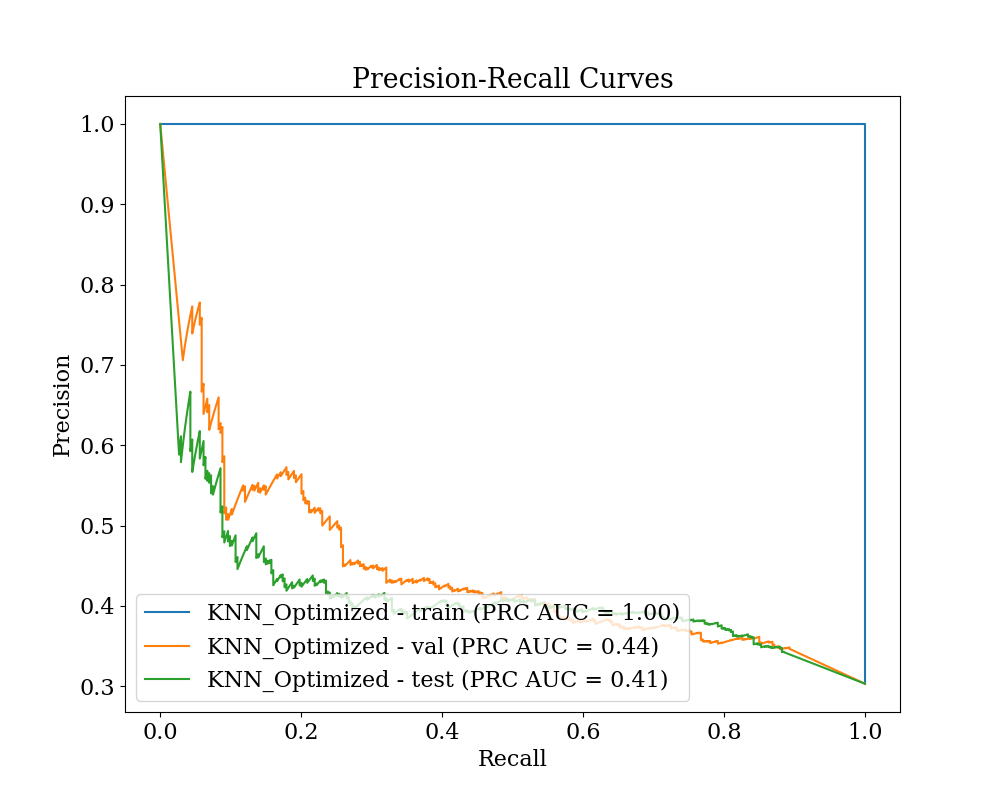 Precision-Recall Curves
Precision
1.0
0.9
0.8
0.7
0.6
0.5
0.4
0.3
KNN_Optimized - train (PRC AUC = 1.00)
KNN_Optimized - val (PRC AUC = 0.44)
KNN_Optimized - test (PRC AUC = 0.41)
0.0 0.2 0.4 0.6 0.8 1.0
Recall